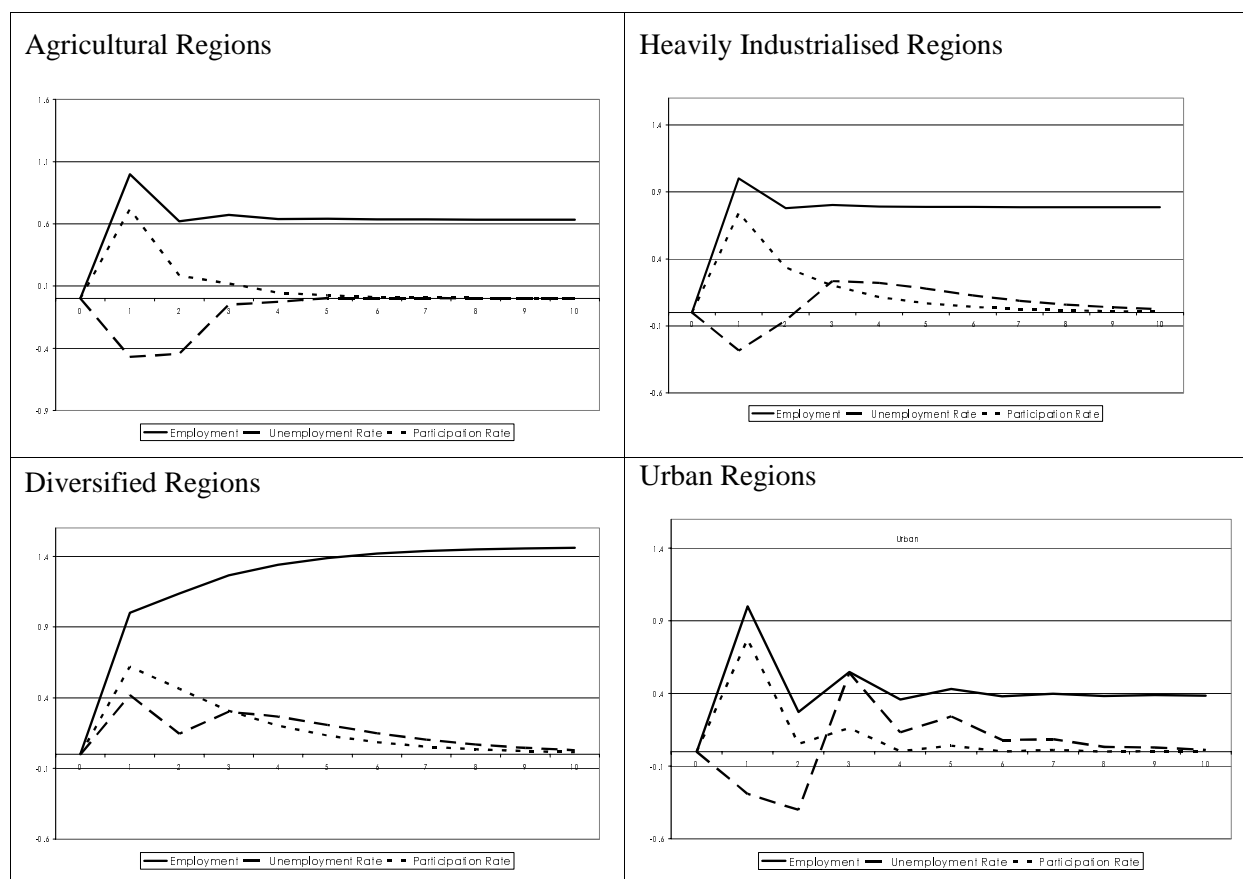 Agricultural Regions
1.6
1.1
0.6
0.1
-0.4
-0.9
0 1 2 3 4 5 6 7 8 9 10
Employment Unemployment Rate Participation Rate
Heavily Industrialised Regions
1.4
0.9
0.4
-0.1
-0.6
0 1 2 3 4 5 6 7 8 9 10
Employment Unemployment Rate Participation Rate
Diversified Regions
1.4
0.9
0.4
-0.1
-0.6
0 1 2 3 4 5 6 7 8 9 10
Employment Unemployment Rate Participation Rate
Urban Regions
Urban
1.4
0.9
0.4
-0.1
-0.6
0 1 2 3 4 5 6 7 8 9 10
Employment Unemployment Rate Participation Rate